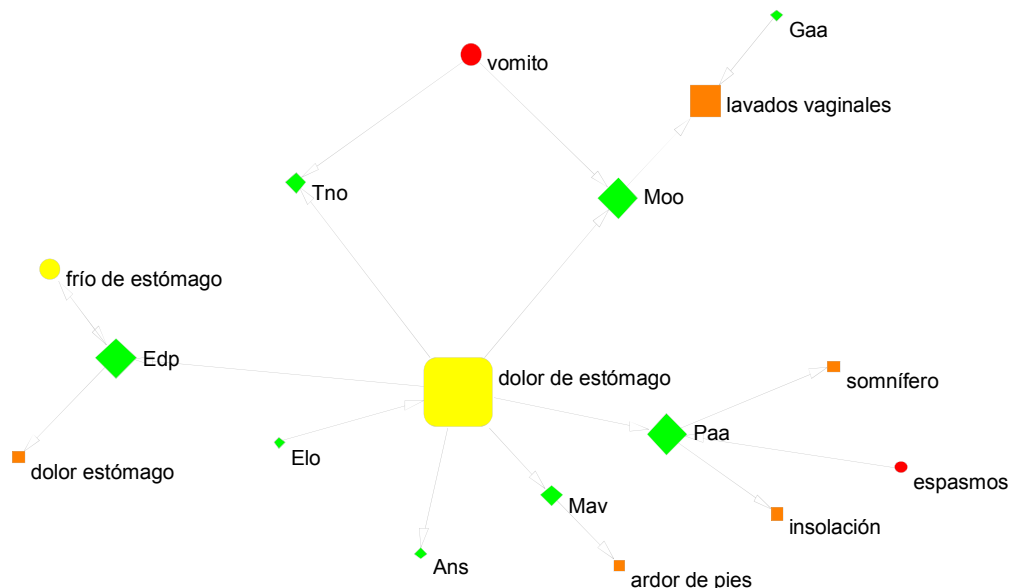 Gaa
vomito
lavados vaginales
Tno
Moo
frío de estómago
Edp
dolor de estómago
somnífero
Elo
Paa
dolor estómago
espasmos
Mav
insolación
Ans
ardor de pies